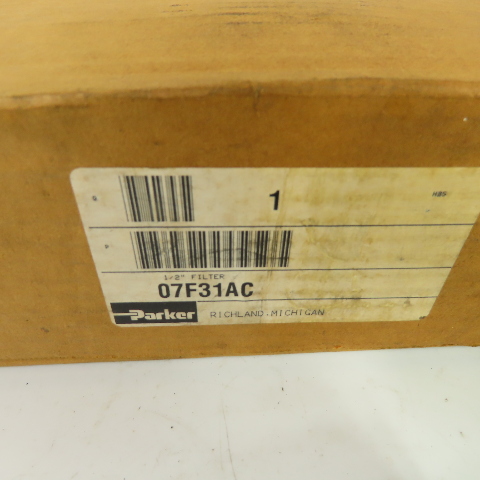 1 HBS
1/2" FILTER
07F31AC
Parker RICHLAND, MICHIGAN